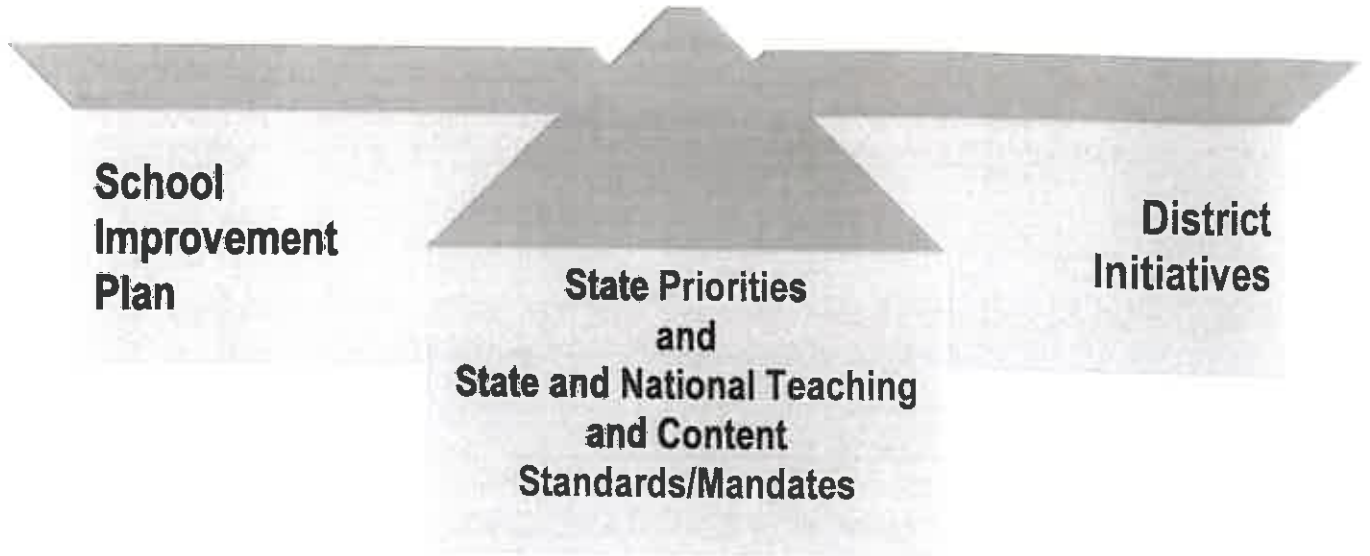 School
Improvement
Plan
State Priorities
and
State and National Teaching
and Content
Standards/Mandates
District
Initiatives